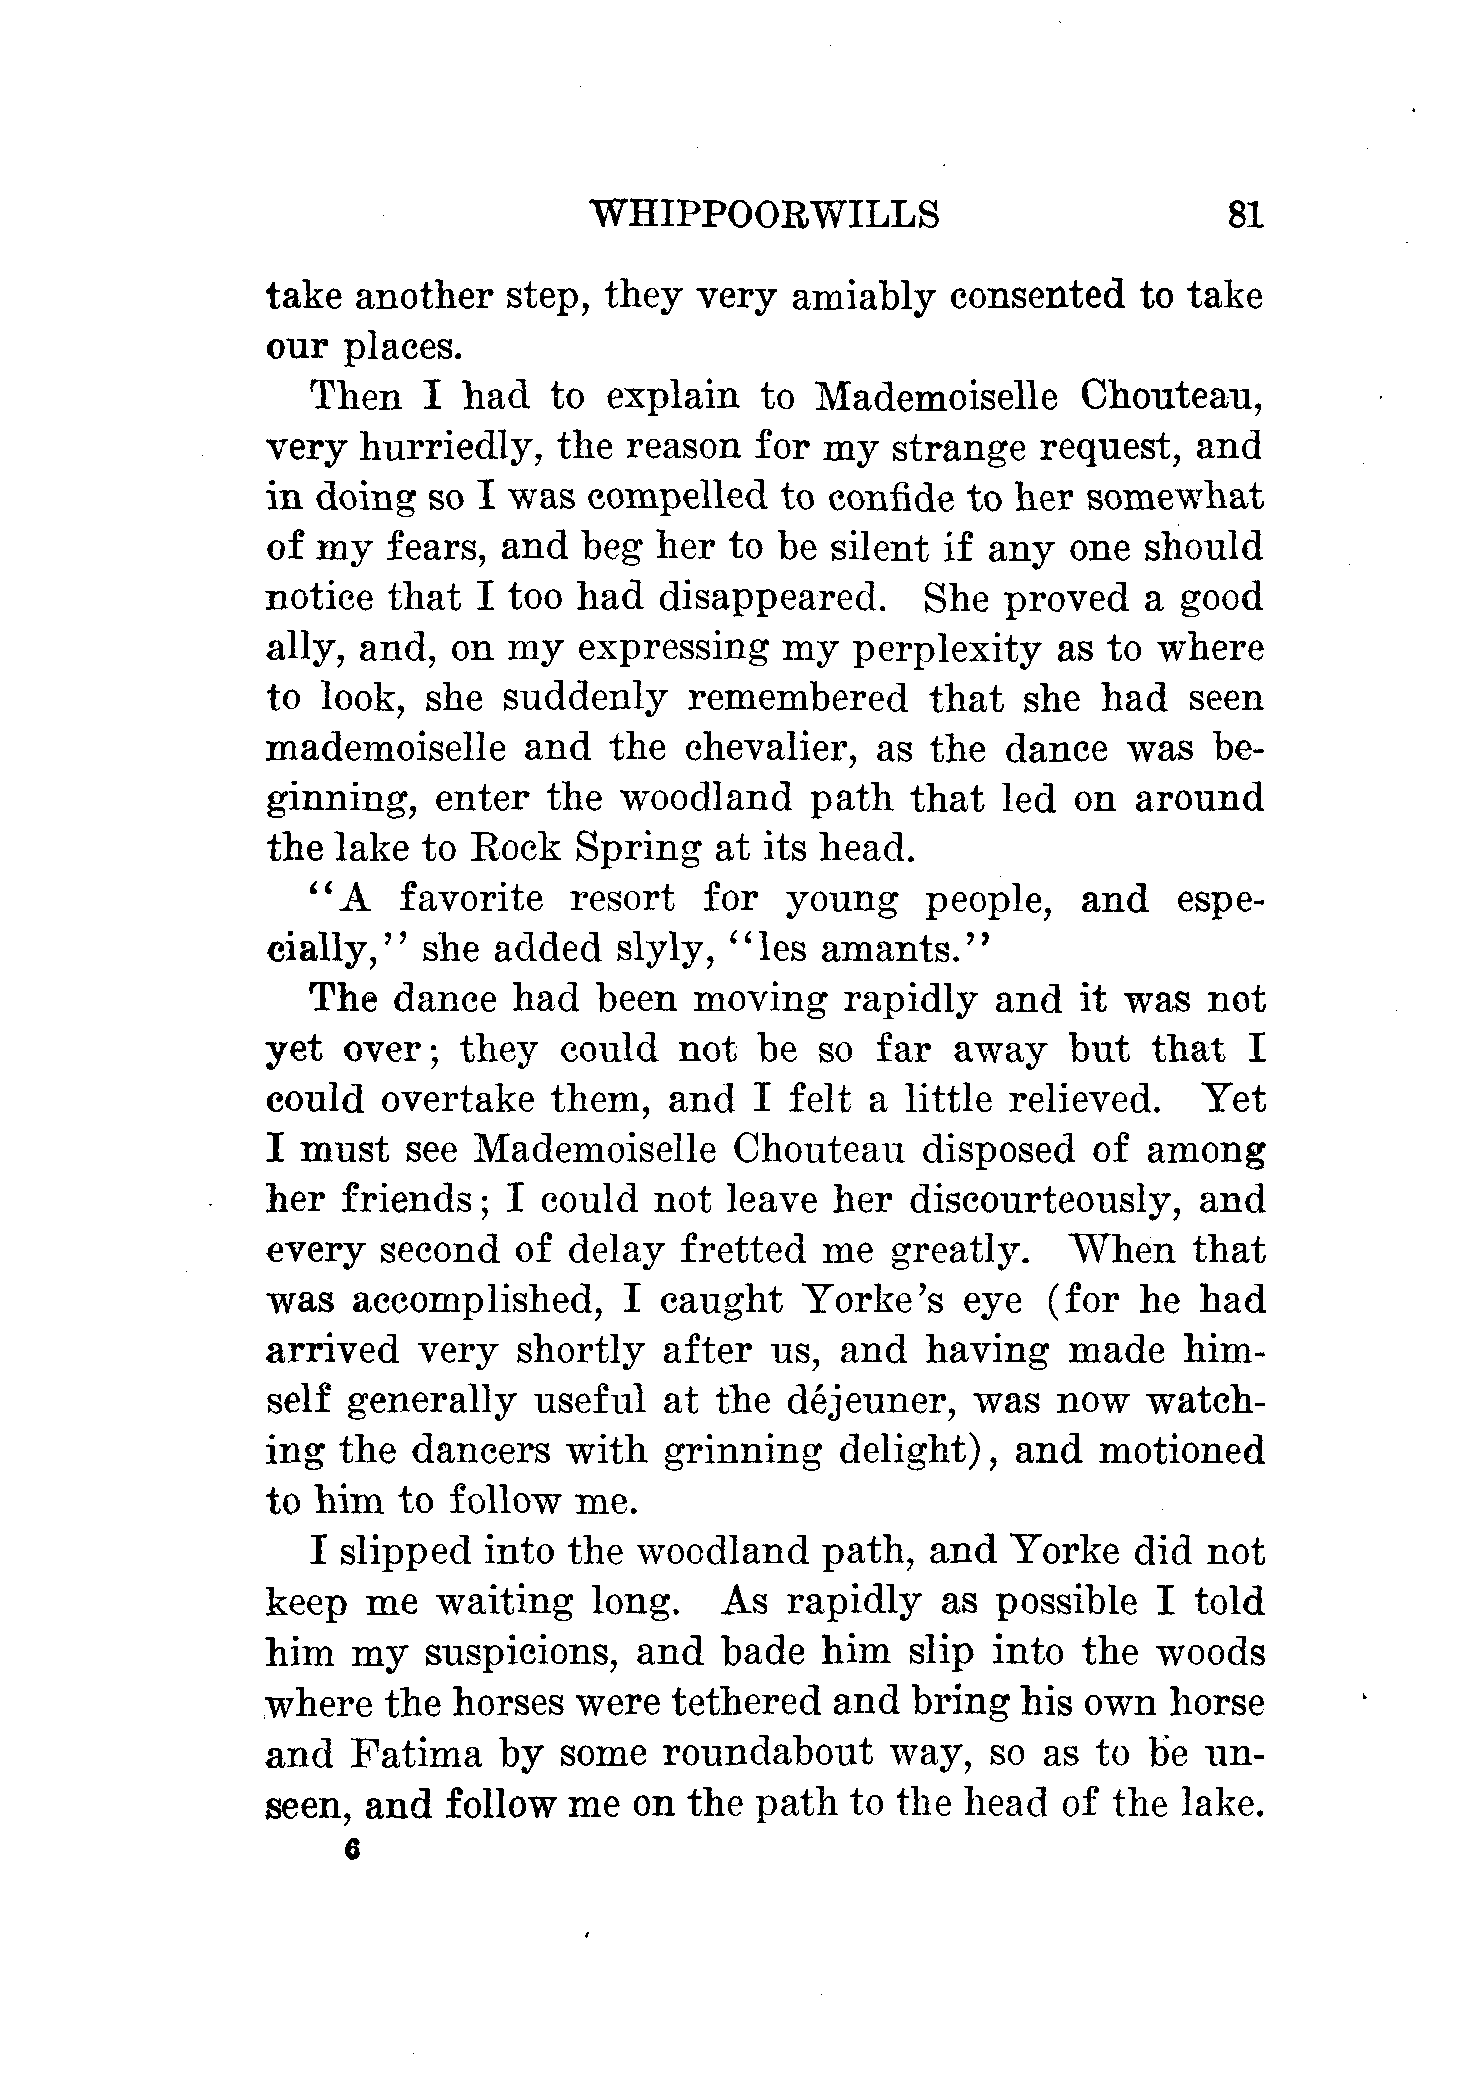 WHIPPOORWILLS 81
take another step, they very amiably consented to take
our places.
Then I had to explain to Mademoiselle Chouteau,
very hurriedly, the reason for my strange request, and
in doing so I was compelled to confide to her somewhat
of my fears, and beg her to be silent if any one should
notice that I too had disappeared. She proved a good
ally, and, on my expressing my perplexity as to where
to look, she suddenly remembered that she had seen
mademoiselle and the chevalier, as the dance was be-
ginning, enter the woodland path that led on around
the lake to Rock Spring at its head.
"A favorite resort for young people, and espe-
cially," she added slyly, "les amants."
The dance had been moving rapidly and it was not
yet over; they could not be so far away but that I
could overtake them, and I felt a little relieved. Yet
I must see Mademoiselle Chouteau disposed of among
her friends; I could not leave her discourteously, and
every second of delay fretted me greatly. When that
was accomplished, I caught Yorke's eye (for he had
arrived very shortly after us, and having made him-
self generally useful at the déjeuner, was now watch-
ing the dancers with grinning delight), and motioned
to him to follow me.
I slipped into the woodland path, and Yorke did not
keep me waiting long. As rapidly as possible I told
him my suspicions, and bade him slip into the woods
where the horses were tethered and bring his own horse
and Fatima by some roundabout way, so as to be un-
seen, and follow me on the path to the head of the lake.
6